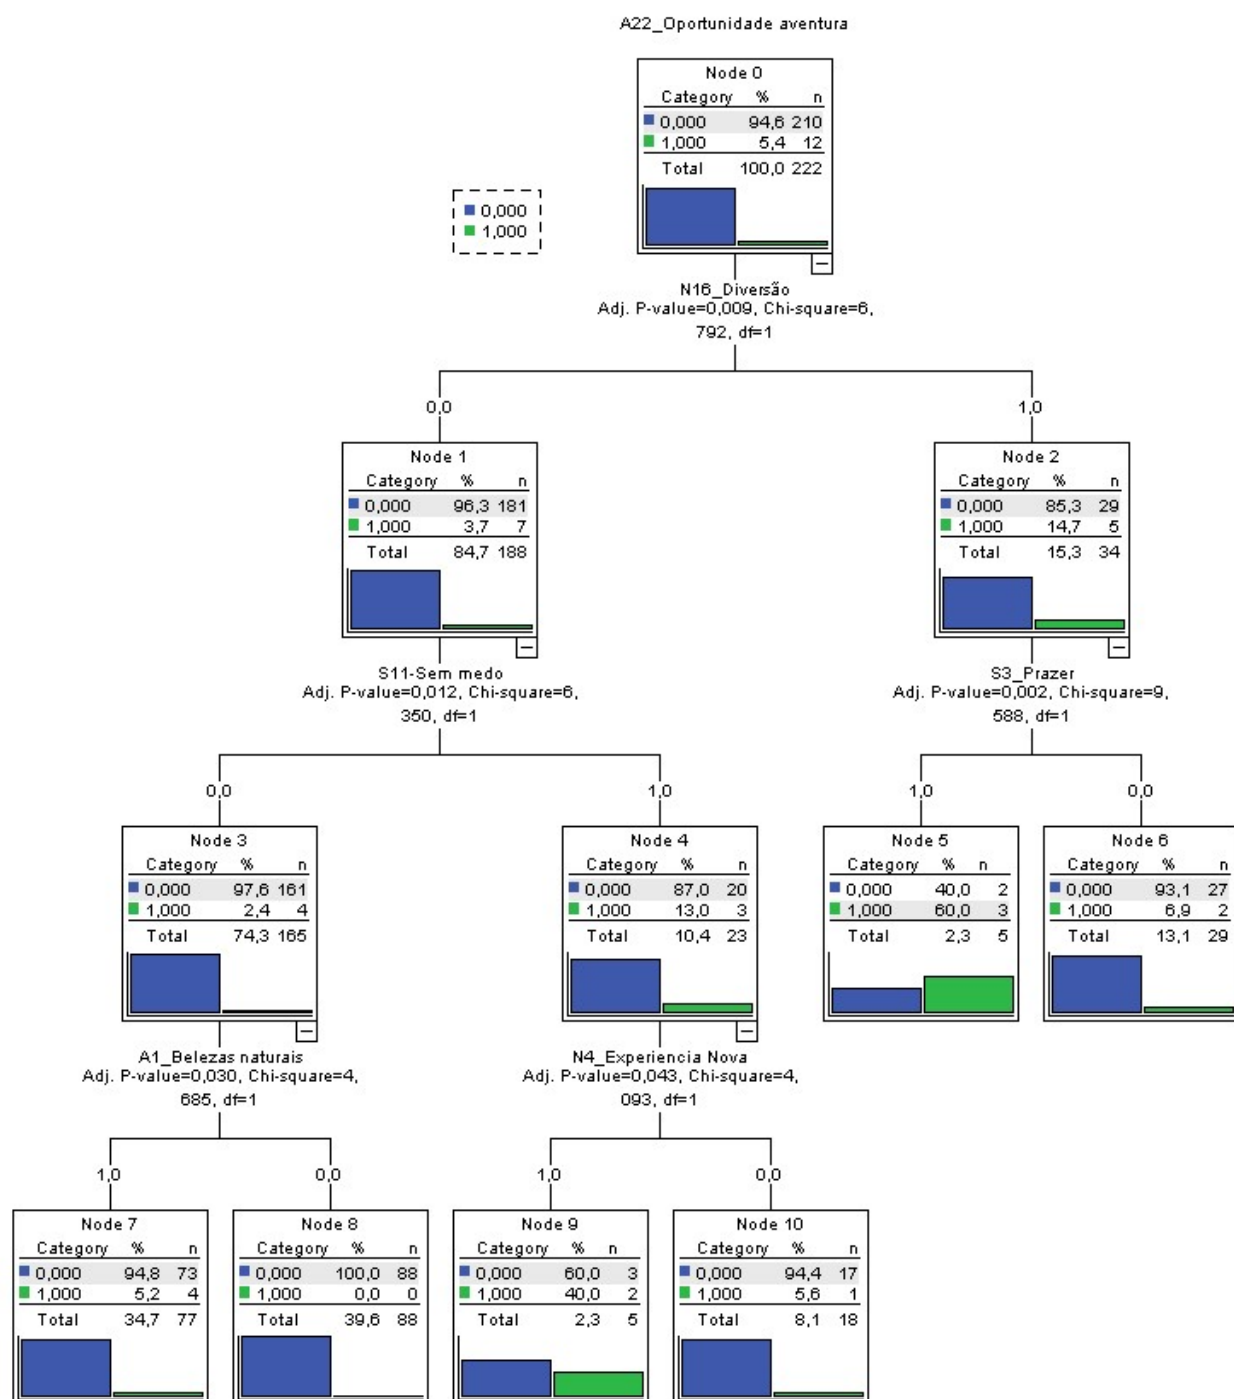 A22_Oportunidade aventura
Node 0
Category % n
0,000 94,6 210
1,000 5,4 12
Total 100,0 222
0,000
1,000
N16_Diversão
Adj. P-value=0,009, Chi-square=6,
792, df=1
0,0
1,0
Node 1
Category % n
0,000 96,3 181
1,000 3,7 7
Total 84,7 188
Node 2
Category % n
0,000 85,3 29
1,000 14,7 5
Total 15,3 34
S11-Sem medo
Adj. P-value=0,012, Chi-square=6,
350, df=1
S3_Prazer
Adj. P-value=0,002, Chi-square=9,
588, df=1
0,0
1,0
1,0
0,0
Node 3
Category % n
0,000 97,6 161
1,000 2,4 4
Total 74,3 165
Node 4
Category % n
0,000 87,0 20
1,000 13,0 3
Total 10,4 23
Node 5
Category % n
0,000 40,0 2
1,000 60,0 3
Total 2,3 5
Node 6
Category % n
0,000 93,1 27
1,000 6,9 2
Total 13,1 29
A1_Belezas naturais
Adj. P-value=0,030, Chi-square=4,
685, df=1
N4_Experiencia Nova
Adj. P-value=0,043, Chi-square=4,
093, df=1
1,0
0,0
1,0
0,0
Node 7
Category % n
0,000 94,8 73
1,000 5,2 4
Total 34,7 77
Node 8
Category % n
0,000 100,0 88
1,000 0,0 0
Total 39,6 88
Node 9
Category % n
0,000 60,0 3
1,000 40,0 2
Total 2,3 5
Node 10
Category % n
0,000 94,4 17
1,000 5,6 1
Total 8,1 18